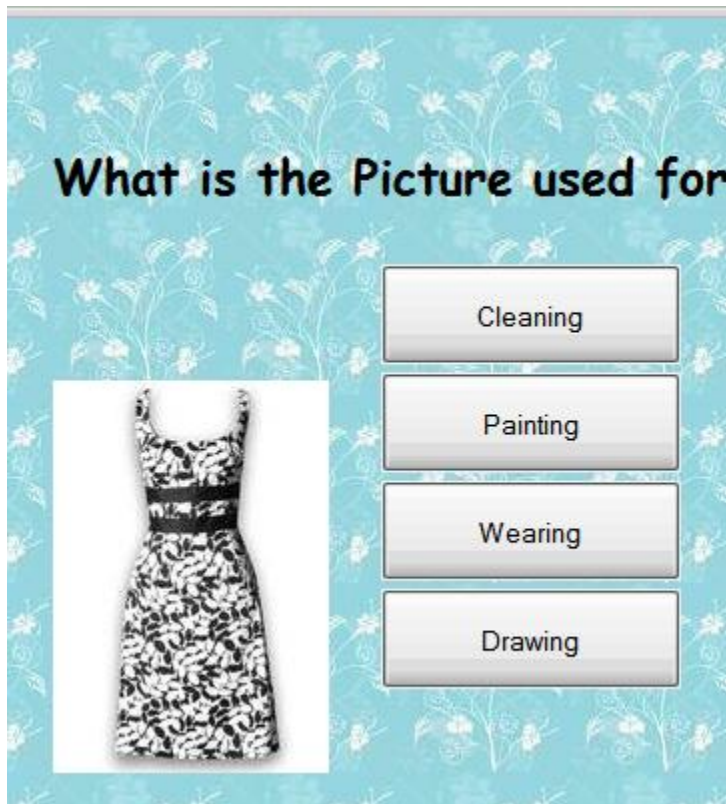 What is the Picture used for
Cleaning
Painting
Wearing
Drawing